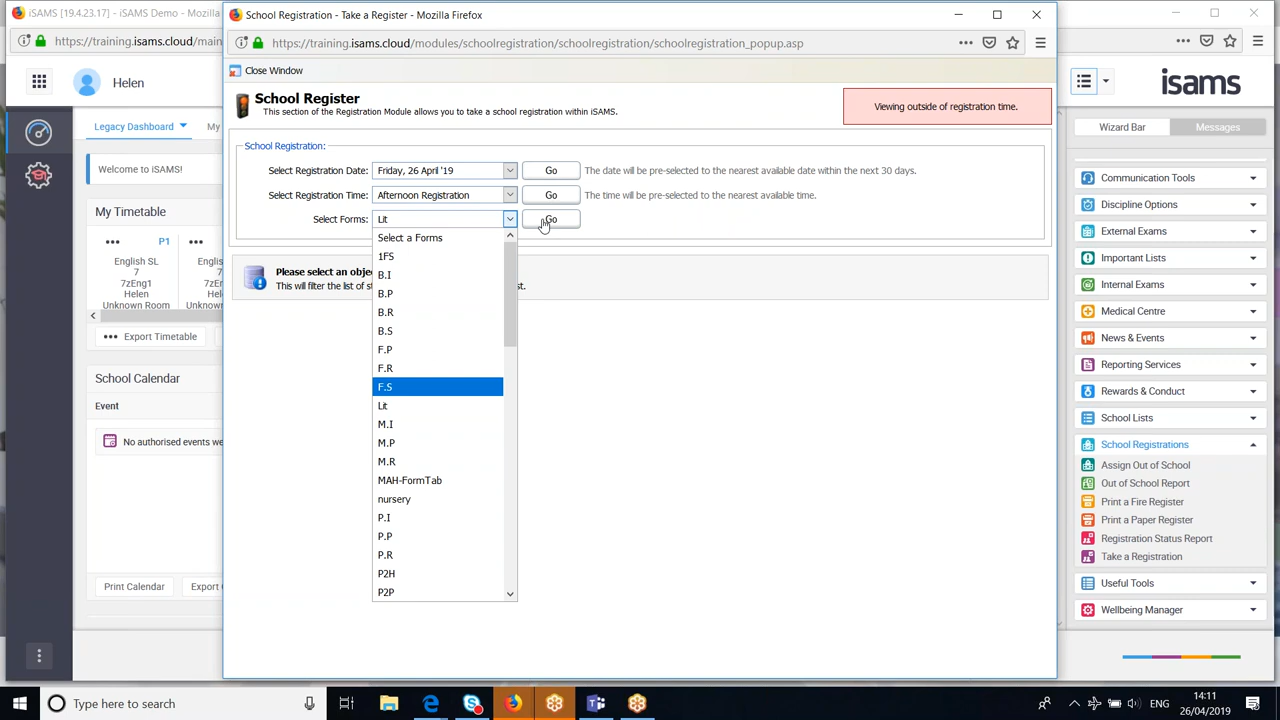 iSAMS [19.4.23.17] - iSAMS Demo - Mozilla
School Registration - Take a Register - Mozilla Firefox
https://training.isams.cloud/main
https://training.isams.cloud/modules/schoolregistration/schoolregistration_popup.asp
Helen
isams
Close Window
School Register
This section of the Registration Module allows you to take a school registration within iSAMS.
Viewing outside of registration time.
Legacy Dashboard
My
Wizard Bar
Messages
Welcome to iSAMS!
My Timetable
P1
English SL
7
7zEng1
Helen
Unknown Room
English
7
7zEng
Helen
Unknown R
Export Timetable
School Calendar
Event
No authorised events we
Print Calendar
Export C
School Registration:
Select Registration Date:
Friday, 26 April '19
Go
The date will be pre-selected to the nearest available date within the next 30 days.
Select Registration Time:
Afternoon Registration
Go
The time will be pre-selected to the nearest available time.
Select Forms:
Lit
Go
Please select an objec
This will filter the list of st
st.
Select a Forms
1FS
B.I
B.P
B.R
B.S
F.P
F.R
F.S
Lit
M.I
M.P
M.R
MAH-FormTab
nursery
P.I
P.P
P.R
P2H
P2P
Communication Tools
Discipline Options
External Exams
Important Lists
Internal Exams
Medical Centre
News & Events
Reporting Services
Rewards & Conduct
School Lists
School Registrations
Assign Out of School
Out of School Report
Print a Fire Register
Print a Paper Register
Registration Status Report
Take a Registration
Useful Tools
Wellbeing Manager
Type here to search
ENG
14:11
26/04/2019